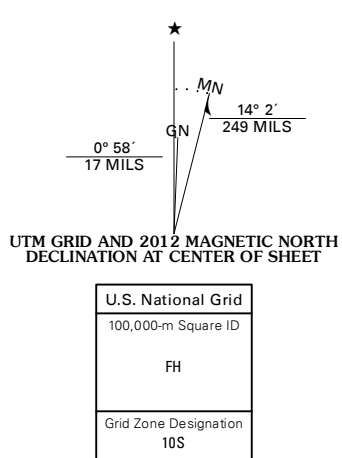 ★
MN
GN
14° 2´
249 MILS
0° 58´
17 MILS
UTM GRID AND 2012 MAGNETIC NORTH
DECLINATION AT CENTER OF SHEET
U.S. National Grid
100,000-m Square ID
FH
Grid Zone Designation
10S